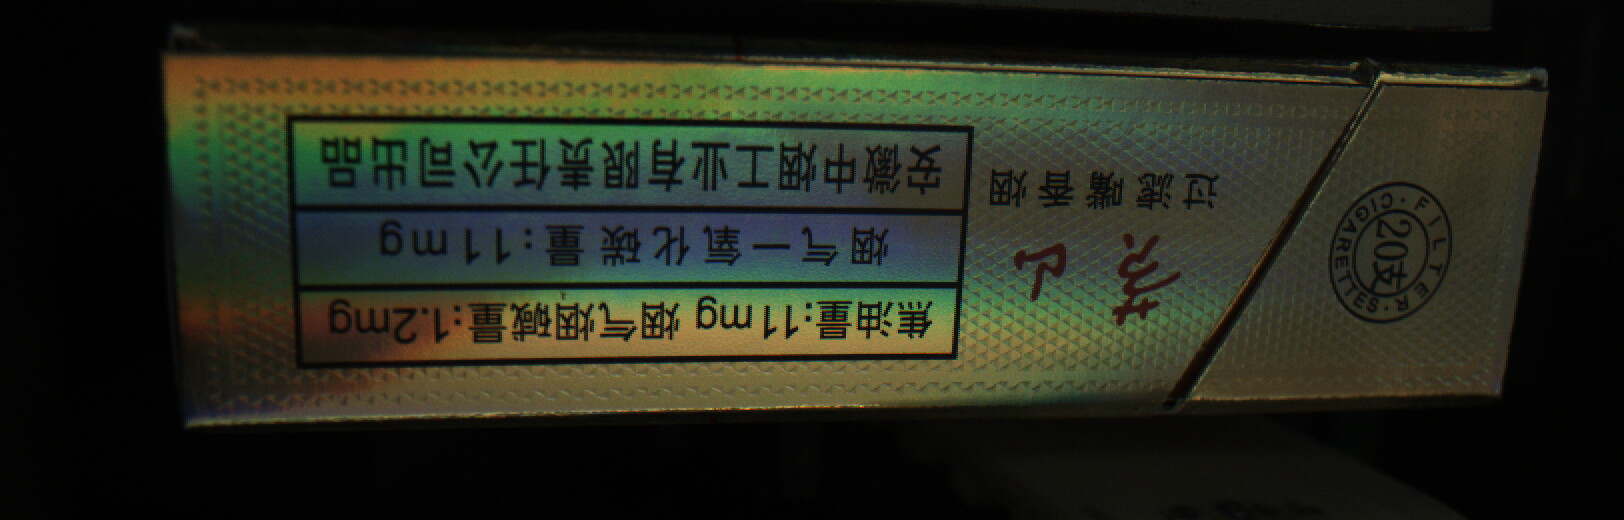 FILTER·CIGARETTES·
20支
黄山
过滤嘴香烟
焦油量:11mg 烟气烟碱量:1.2mg
烟气一氧化碳量:11mg
安徽中烟工业有限责任公司出品